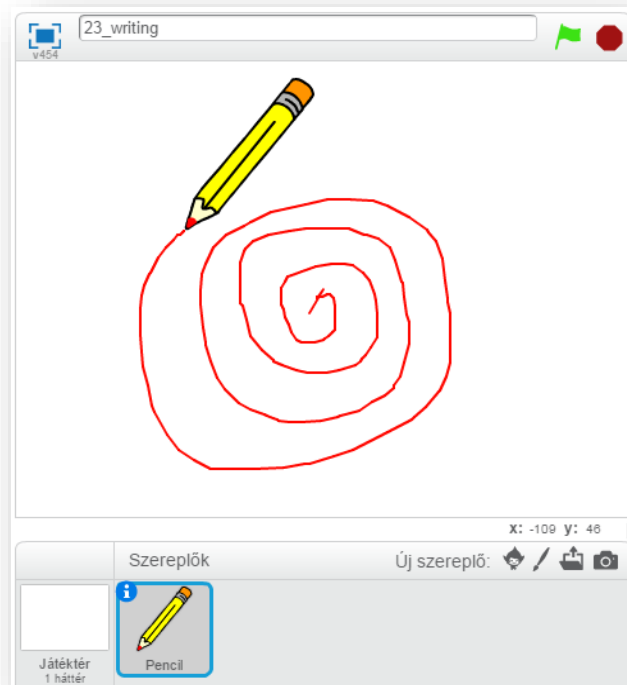 23_writing
v454
x: -109 y: 46
Szereplők
Új szereplő:
Játéktér
1 háttér
Pencil